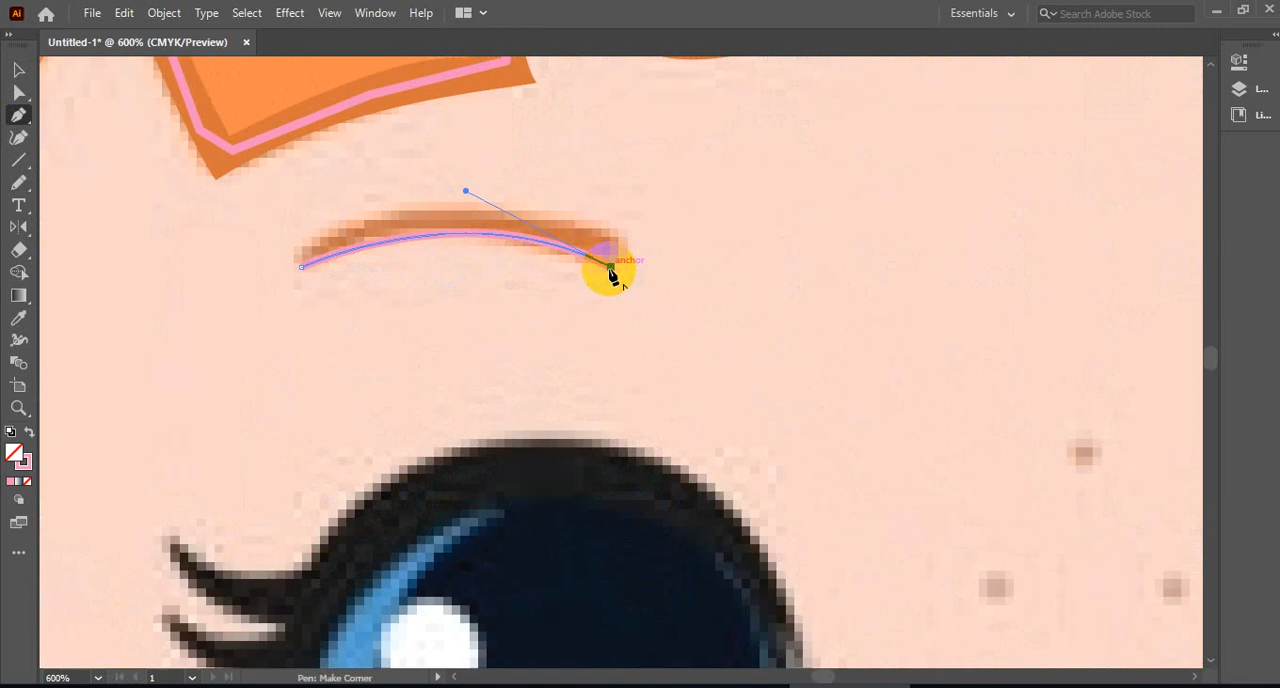 Ai File Edit Object Type Select Effect View Window Help Essentials Search Adobe Stock
Untitled-1* @ 600% (CMYK/Preview) ×
L...
Li...
anchor
600% 1 Pen: Make Corner